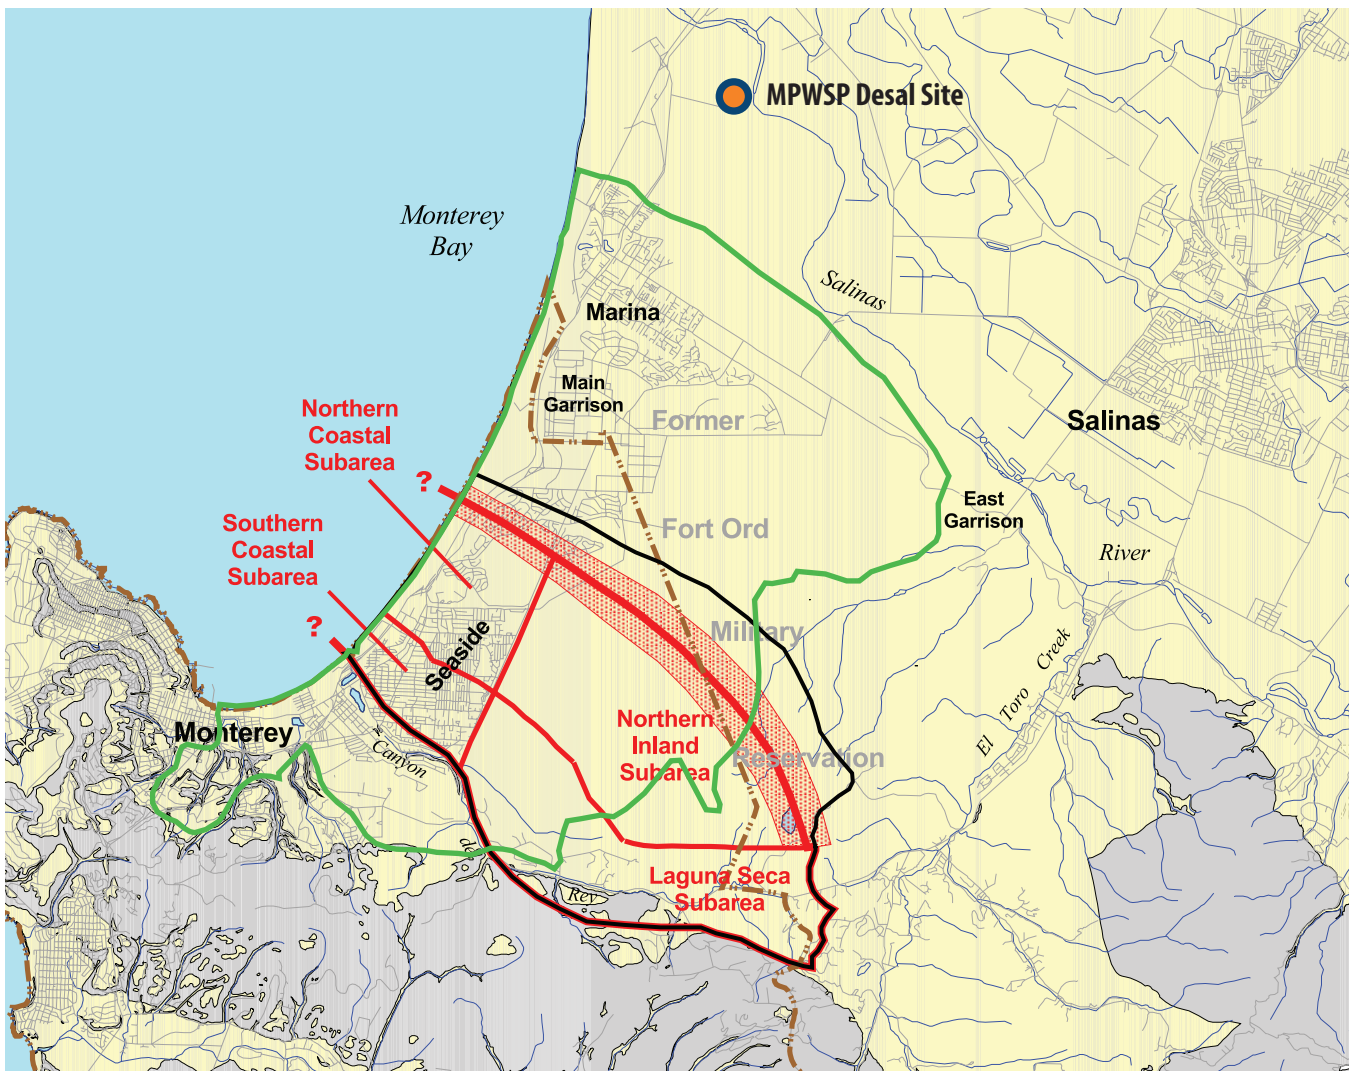 MPWSP Desal Site
Monterey
Bay
Salinas
Marina
Main
Garrison
Former
Northern
Coastal
Subarea
Salinas
?
East
Garrison
Southern
Coastal
Subarea
Fort Ord
River
?
Military
Creek
Seaside
Toro
El
Northern
Inland
Subarea
Monterey
Canyon
Reservation
del
Rey
Laguna Seca
Subarea